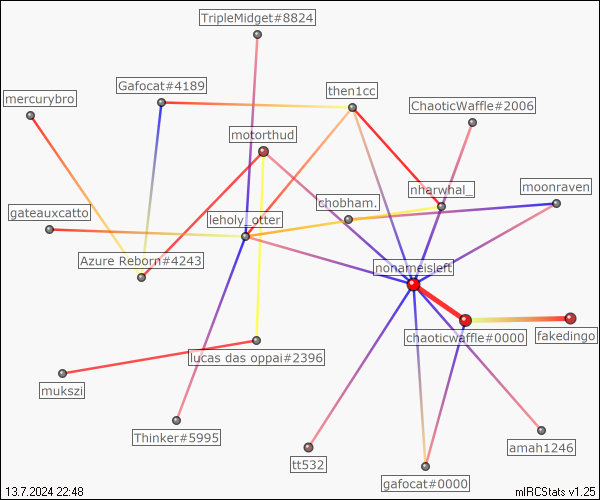 TripleMidget#8824
Gafocat#4189
then1cc
mercurybro
ChaoticWaffle#2006
motorthud
nharwhal_
moonraven
chobham.
gateauxcatto
leholy_otter
Azure Reborn#4243
nonameisleft
chaoticwaffle#0000
fakedingo
lucas das oppai#2396
mukszi
Thinker#5995
amah1246
tt532
gafocat#0000
13.7.2024 22:48
mIRCStats v1.25